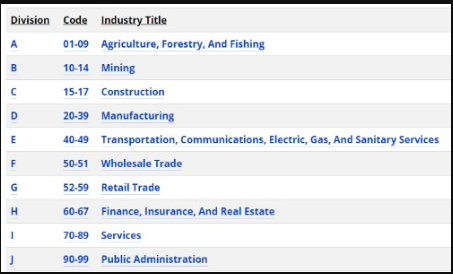 Division Code Industry Title
A 01-09 Agriculture, Forestry, And Fishing
B 10-14 Mining
C 15-17 Construction
D 20-39 Manufacturing
E 40-49 Transportation, Communications, Electric, Gas, And Sanitary Services
F 50-51 Wholesale Trade
G 52-59 Retail Trade
H 60-67 Finance, Insurance, And Real Estate
I 70-89 Services
J 90-99 Public Administration